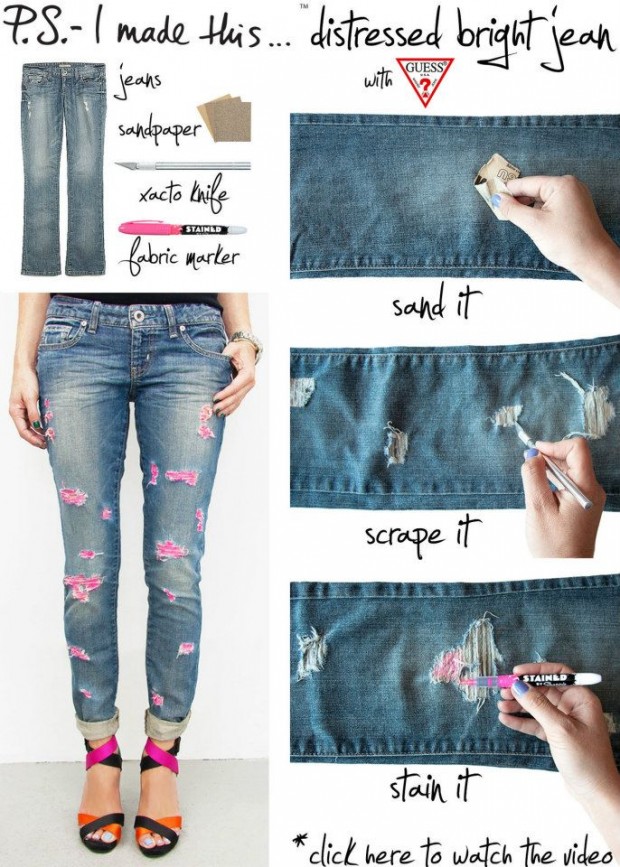 P.S.- I made this...™ distressed bright jean
with GUESS® U.S.A. ?
jeans
sandpaper
xacto knife
STAINED
fabric marker
sand it
scrape it
STAINED
stain it
*click here to watch the video